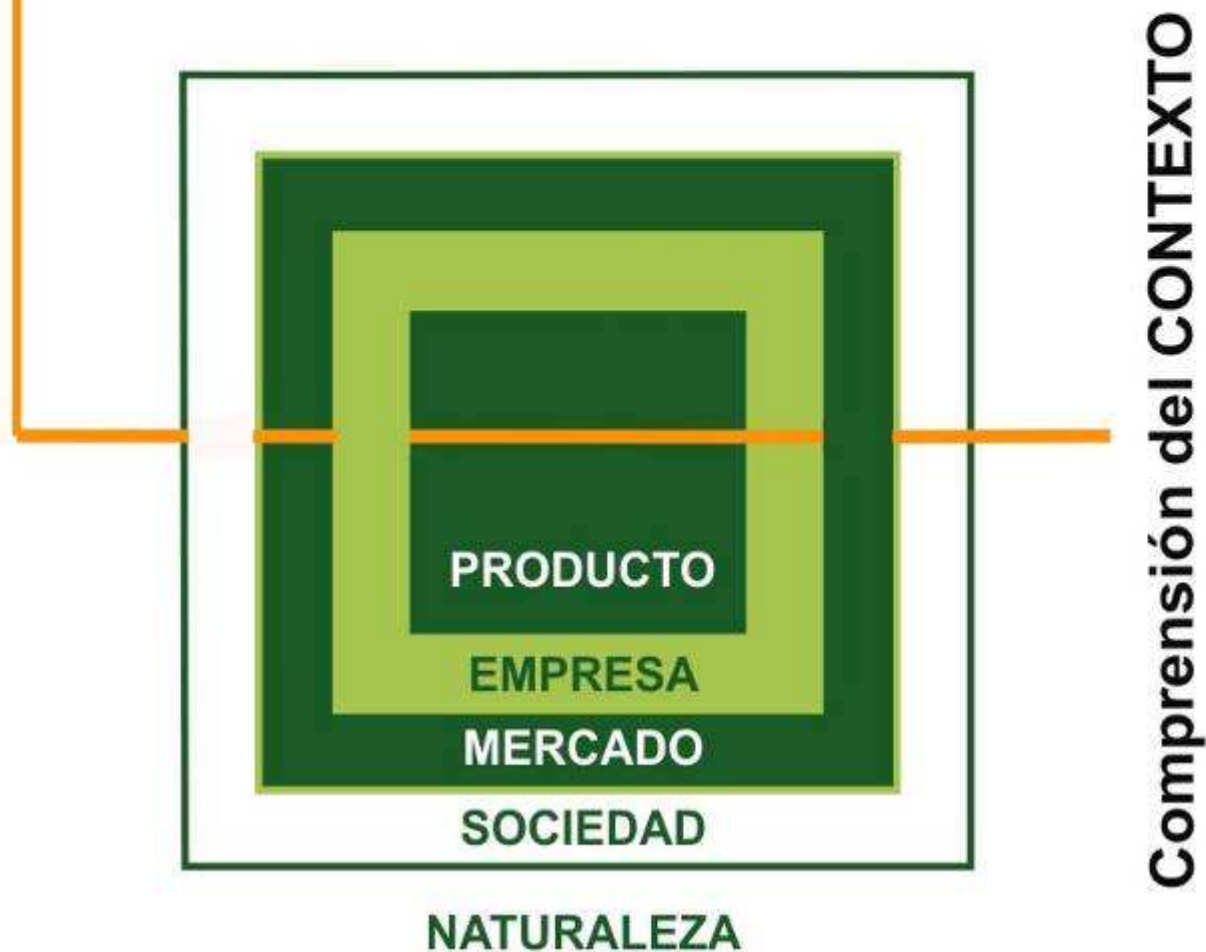 PRODUCTO
EMPRESA
MERCADO
SOCIEDAD
NATURALEZA
Comprensión del CONTEXTO